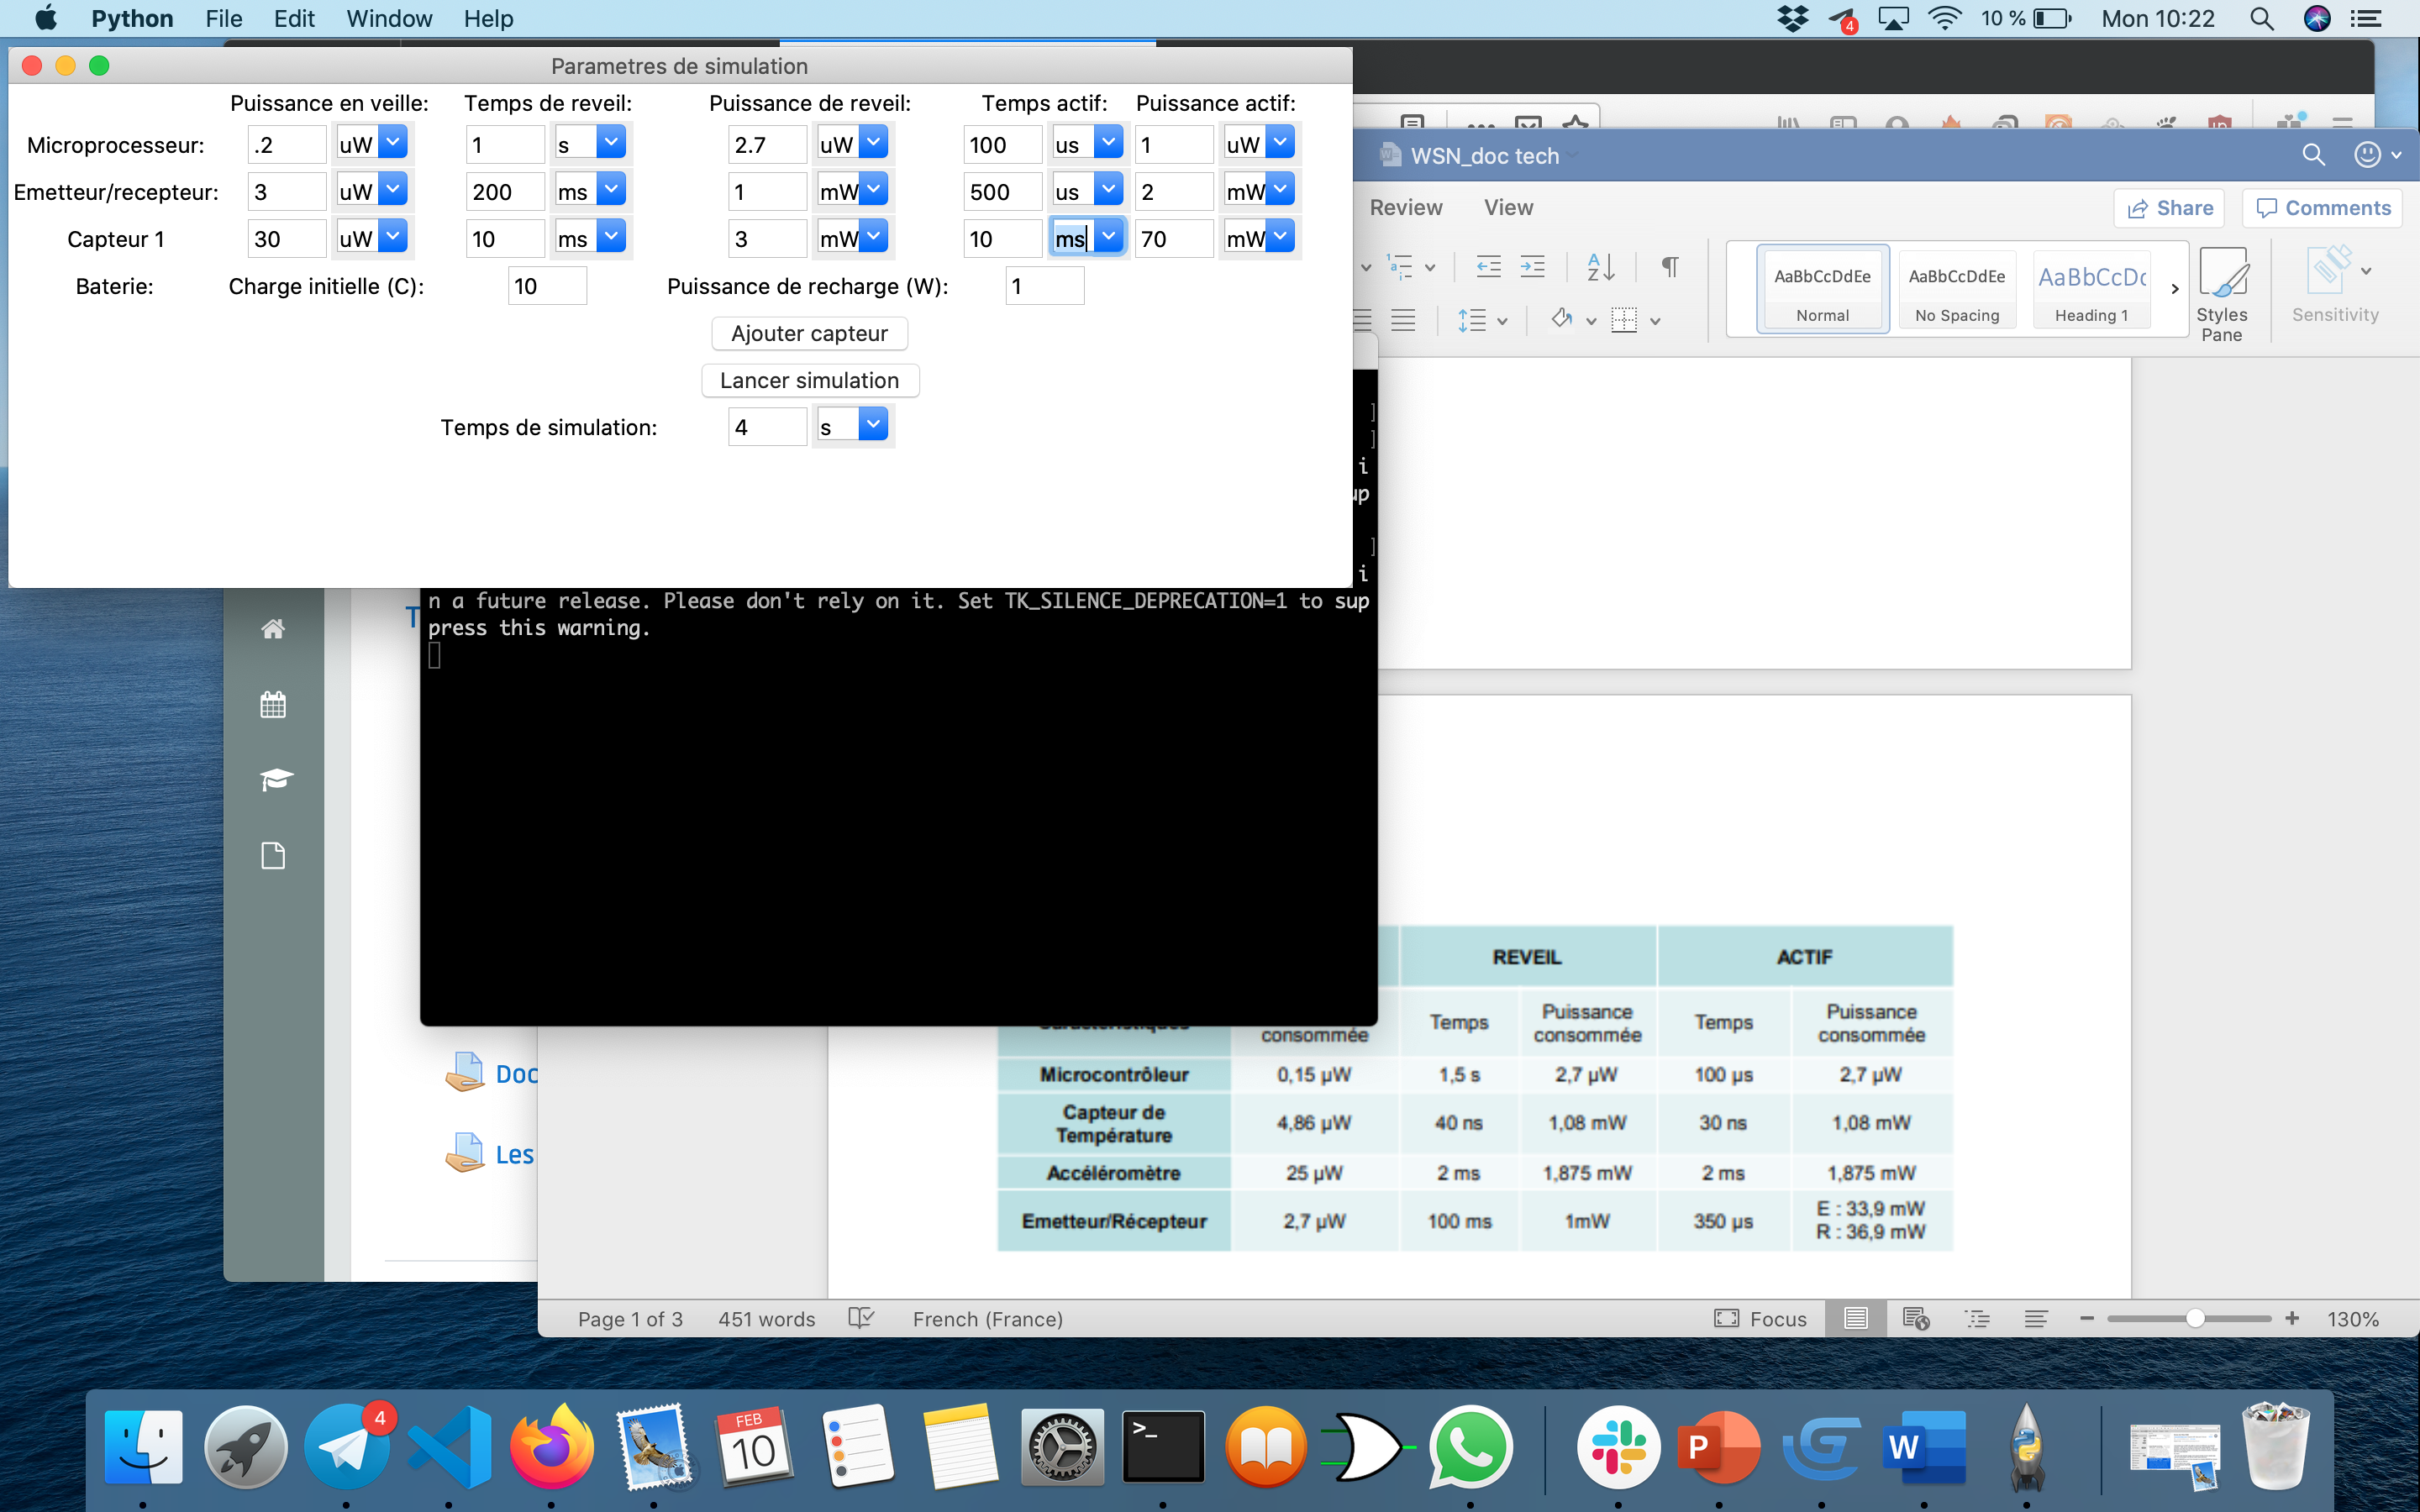 Python File Edit Window Help
4
10 %
Mon 10:22
Parametres de simulation
Puissance en veille: Temps de reveil: Puissance de reveil: Temps actif: Puissance actif:
Microprocesseur: .2 uW 1 s 2.7 uW 100 us 1 uW
Emetteur/recepteur: 3 uW 200 ms 1 mW 500 us 2 mW
Capteur 1 30 uW 10 ms 3 mW 10 ms 70 mW
Baterie: Charge initielle (C): 10 Puissance de recharge (W): 1
Ajouter capteur
Lancer simulation
Temps de simulation: 4 s
WSN_doc tech
Review View
Share
Comments
AaBbCcDdEe AaBbCcDdEe AaBbCcDc
Normal No Spacing Heading 1
Styles
Pane
Sensitivity
]
]
i
up
]
i
n a future release. Please don't rely on it. Set TK_SILENCE_DEPRECATION=1 to sup
press this warning.
T
Doc
Les
REVEIL ACTIF
consommée
Temps
Puissance
consommée
Temps
Puissance
consommée
Microcontrôleur 0,15 µW 1,5 s 2,7 µW 100 µs 2,7 µW
Capteur de
Température
4,86 µW 40 ns 1,08 mW 30 ns 1,08 mW
Accéléromètre 25 µW 2 ms 1,875 mW 2 ms 1,875 mW
Emetteur/Récepteur 2,7 µW 100 ms 1mW 350 µs
E : 33,9 mW
R : 36,9 mW
Page 1 of 3 451 words French (France) Focus 130%
4
FEB
10
>_
P
W